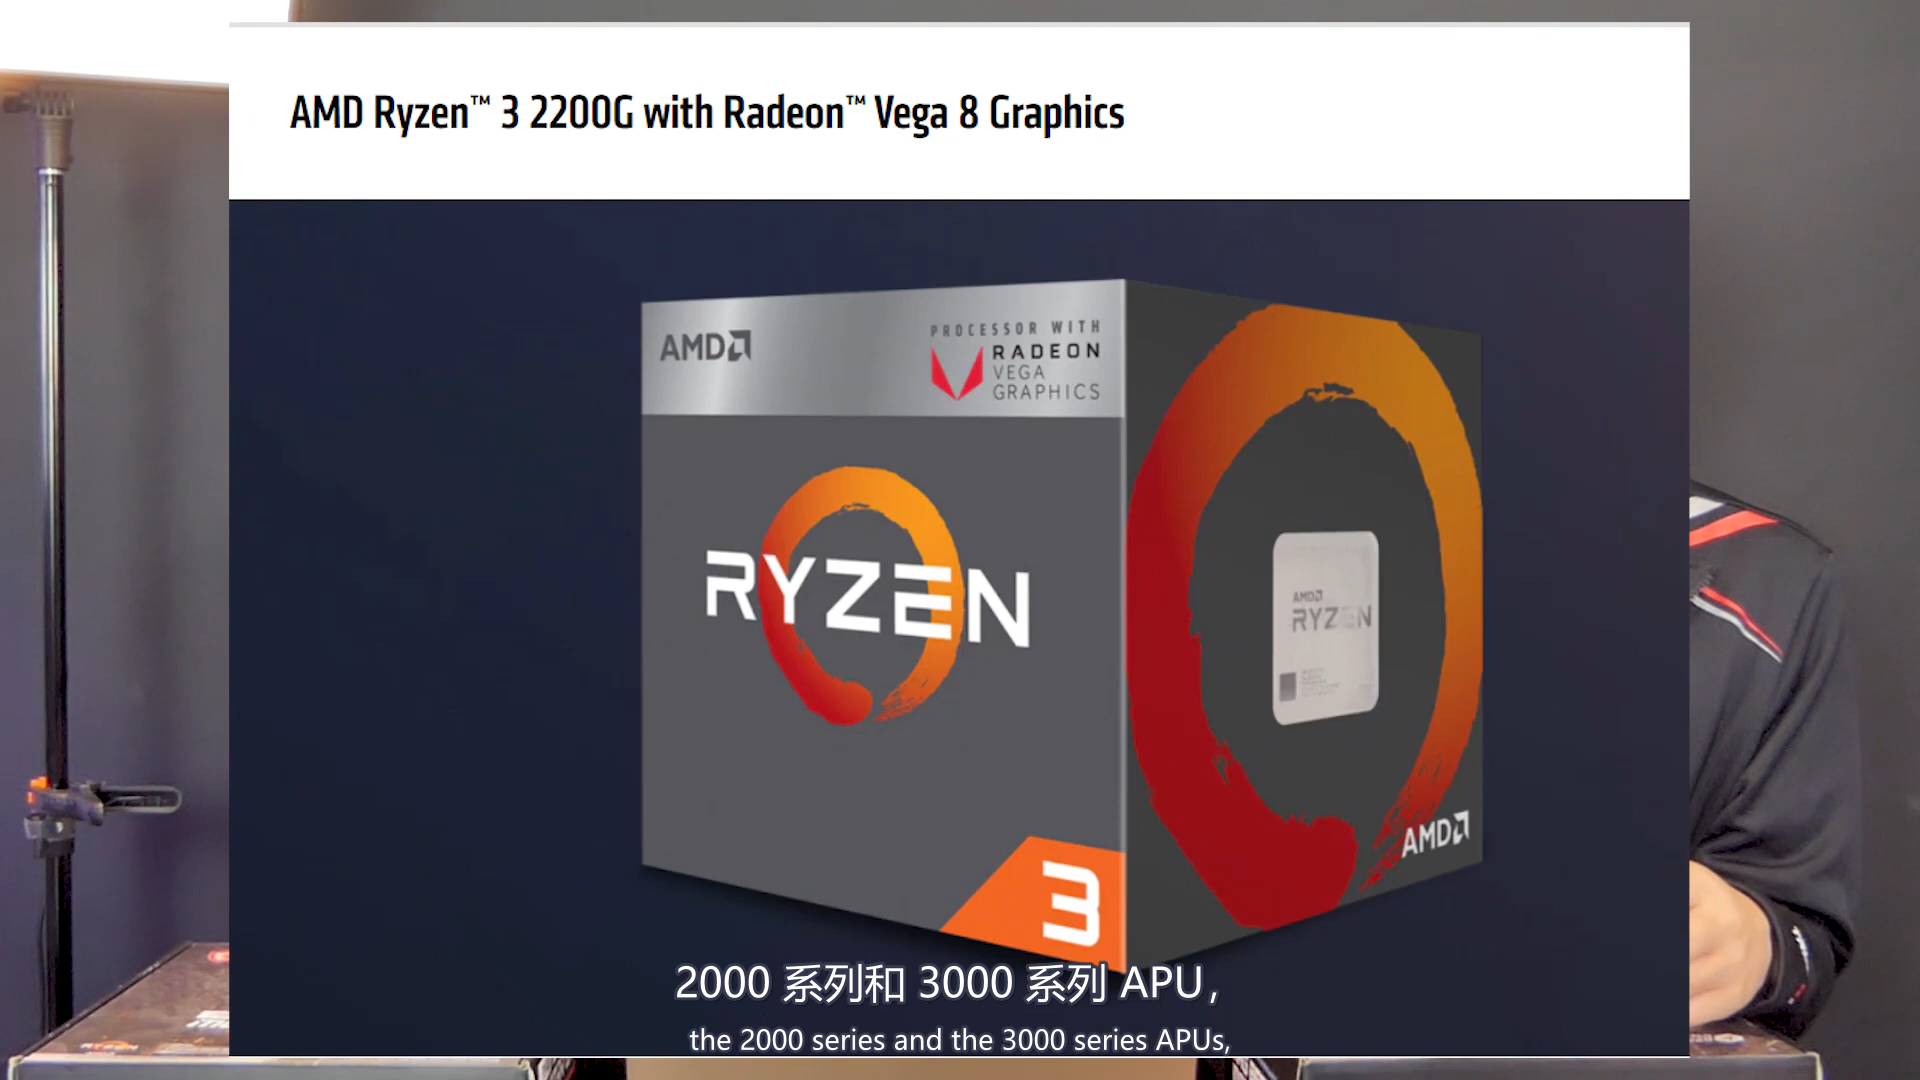 AMD Ryzen™ 3 2200G with Radeon™ Vega 8 Graphics
AMD
PROCESSOR WITH
RADEON
VEGA
GRAPHICS
RYZEN
3
AMD
RYZEN
AMD
2000 系列和 3000 系列 APU，
the 2000 series and the 3000 series APUs,